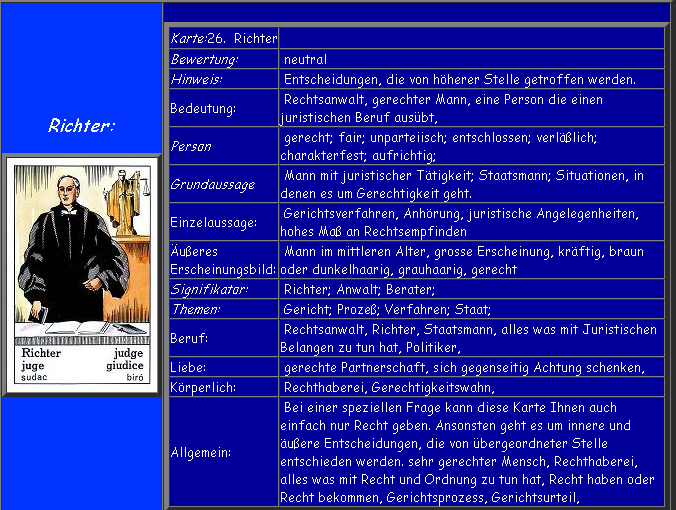 Richter:
Richter judge
juge giudice
sudac biró
Karte:26. Richter
Bewertung: neutral
Hinweis: Entscheidungen, die von höherer Stelle getroffen werden.
Bedeutung: Rechtsanwalt, gerechter Mann, eine Person die einen
juristischen Beruf ausübt,
Person gerecht; fair; unparteiisch; entschlossen; verläßlich;
charakterfest; aufrichtig;
Grundaussage Mann mit juristischer Tätigkeit; Staatsmann; Situationen, in
denen es um Gerechtigkeit geht.
Einzelaussage: Gerichtsverfahren, Anhörung, juristische Angelegenheiten,
hohes Maß an Rechtsempfinden
Äußeres Mann im mittleren Alter, grosse Erscheinung, kräftig, braun
Erscheinungsbild: oder dunkelhaarig, grauhaarig, gerecht
Signifikator: Richter; Anwalt; Berater;
Themen: Gericht; Prozeß; Verfahren; Staat;
Beruf: Rechtsanwalt, Richter, Staatsmann, alles was mit Juristischen
Belangen zu tun hat, Politiker,
Liebe: gerechte Partnerschaft, sich gegenseitig Achtung schenken,
Körperlich: Rechthaberei, Gerechtigkeitswahn,
Allgemein: Bei einer speziellen Frage kann diese Karte Ihnen auch
einfach nur Recht geben. Ansonsten geht es um innere und
äußere Entscheidungen, die von übergeordneter Stelle
entschieden werden. sehr gerechter Mensch, Rechthaberei,
alles was mit Recht und Ordnung zu tun hat, Recht haben oder
Recht bekommen, Gerichtsprozess, Gerichtsurteil,